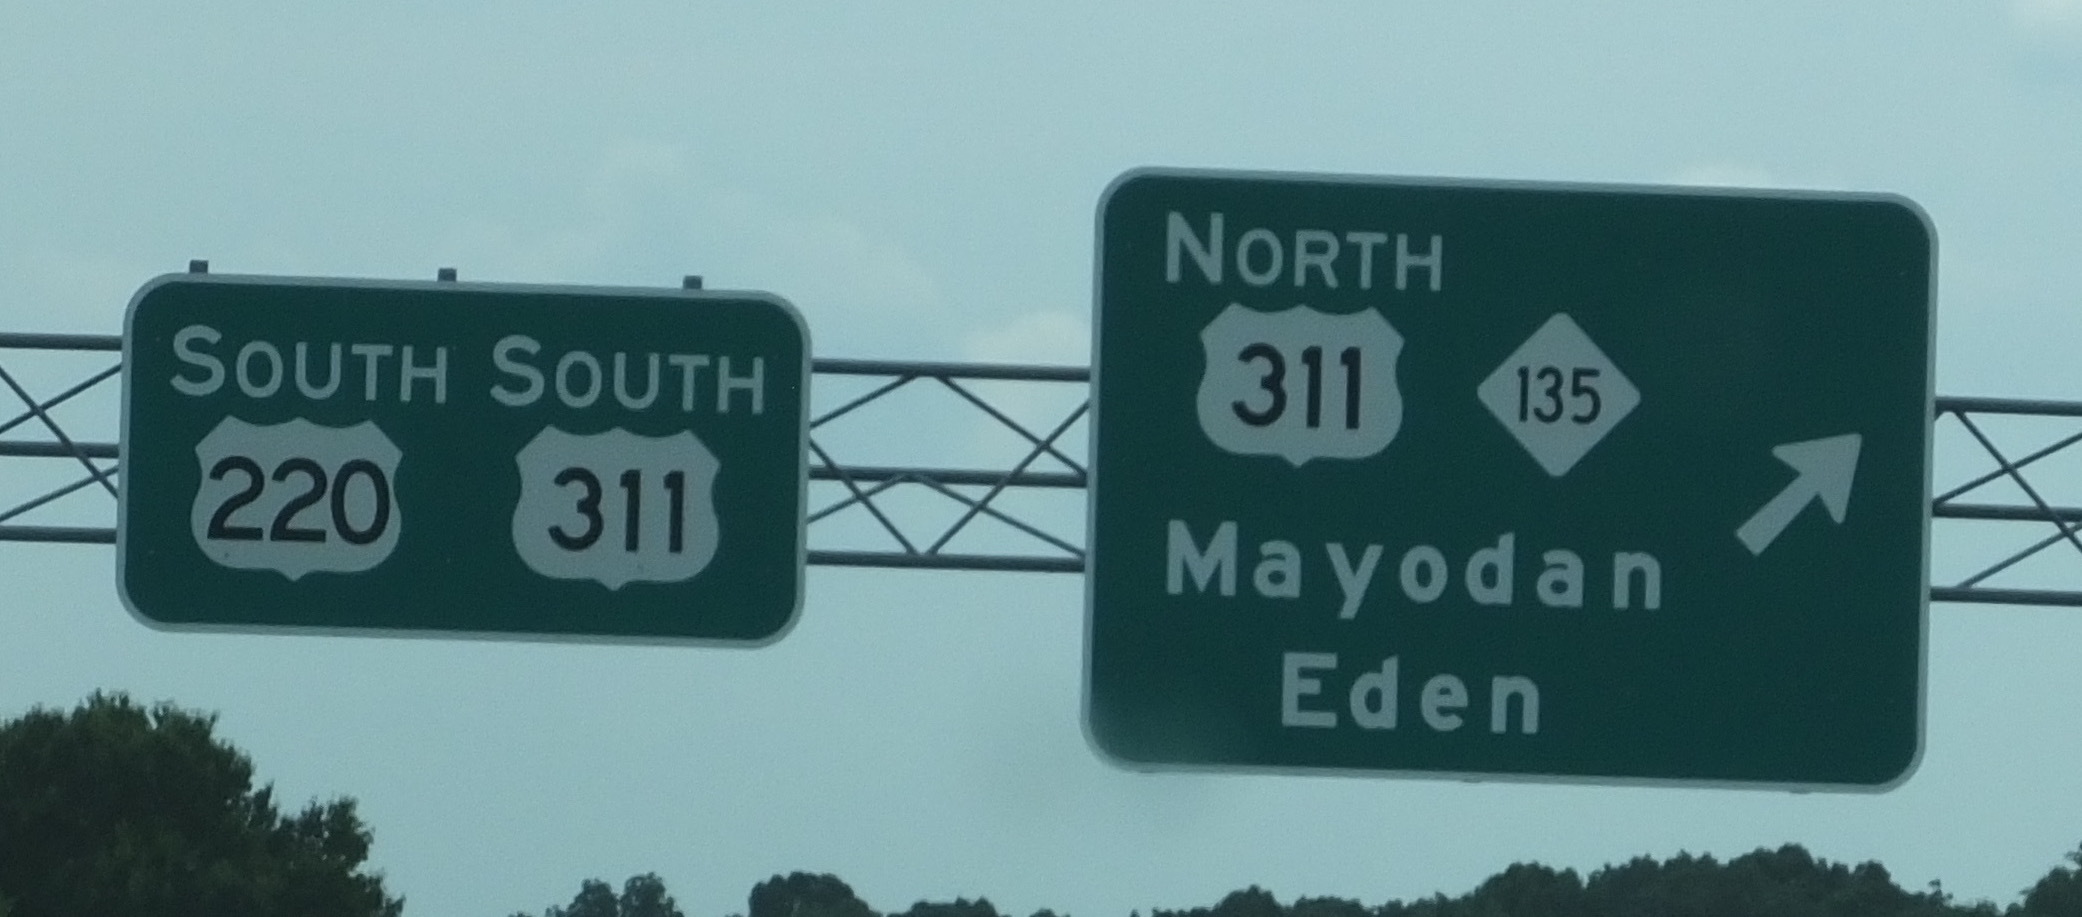 SOUTH SOUTH
220 311
NORTH
311 135
Mayodan
Eden